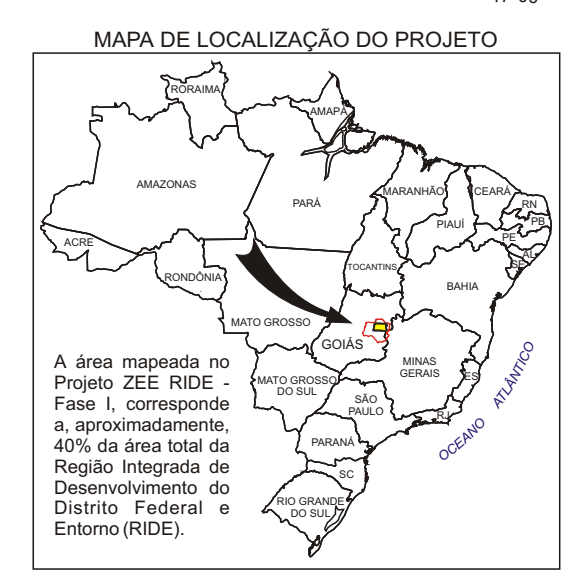 MAPA DE LOCALIZAÇÃO DO PROJETO
RORAIMA
AMAPÁ
AMAZONAS
PARÁ
MARANHÃO
CEARÁ
RN
PB
PIAUÍ
PE
AL
SE
ACRE
RONDÔNIA
TOCANTINS
BAHIA
MATO GROSSO
GOIÁS
MINAS
GERAIS
ES
MATO GROSSO
DO SUL
SÃO
PAULO
RJ
PARANÁ
SC
RIO GRANDE
DO SUL
OCEANO ATLÂNTICO
A área mapeada no
Projeto ZEE RIDE -
Fase I, corresponde
a, aproximadamente,
40% da área total da
Região Integrada de
Desenvolvimento do
Distrito Federal e
Entorno (RIDE).